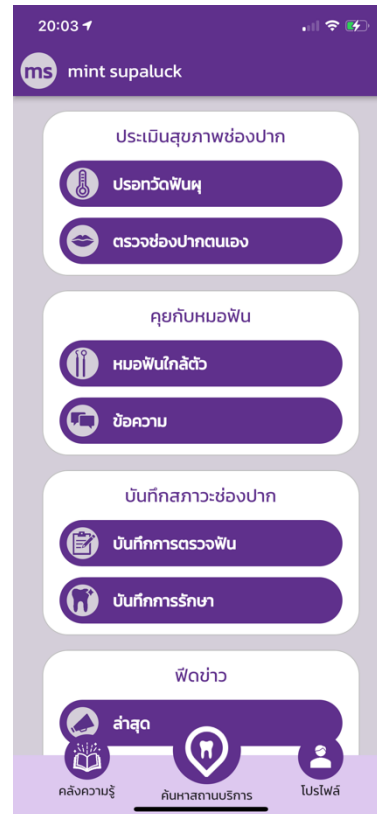 20:03
ms mint supaluck
ประเมินสุขภาพช่องปาก
ปรอทวัดฟันผุ
ตรวจช่องปากตนเอง
คุยกับหมอฟัน
หมอฟันใกล้ตัว
ข้อความ
บันทึกสภาวะช่องปาก
บันทึกการตรวจฟัน
บันทึกการรักษา
ฟีดข่าว
ล่าสุด
คลังความรู้
ค้นหาสถานบริการ
โปรไฟล์